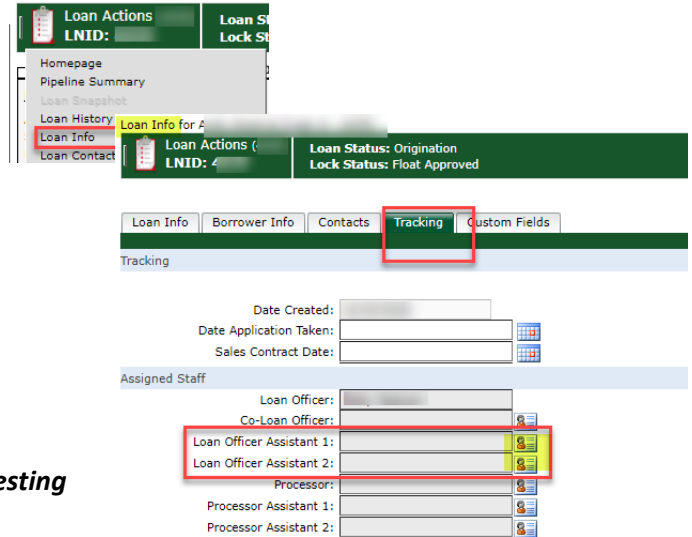 Loan Actions
LNID:
Loan St
Lock St
Homepage
Pipeline Summary
Loan Snapshot
Loan History
Loan Info
Loan Contact
Loan Info for A
Loan Actions (
LNID: 4
Loan Status: Origination
Lock Status: Float Approved
Loan Info
Borrower Info
Contacts
Tracking
Custom Fields
Tracking
Date Created:
Date Application Taken:
Sales Contract Date:
Assigned Staff
Loan Officer:
Co-Loan Officer:
Loan Officer Assistant 1:
Loan Officer Assistant 2:
esting
Processor:
Processor Assistant 1:
Processor Assistant 2: